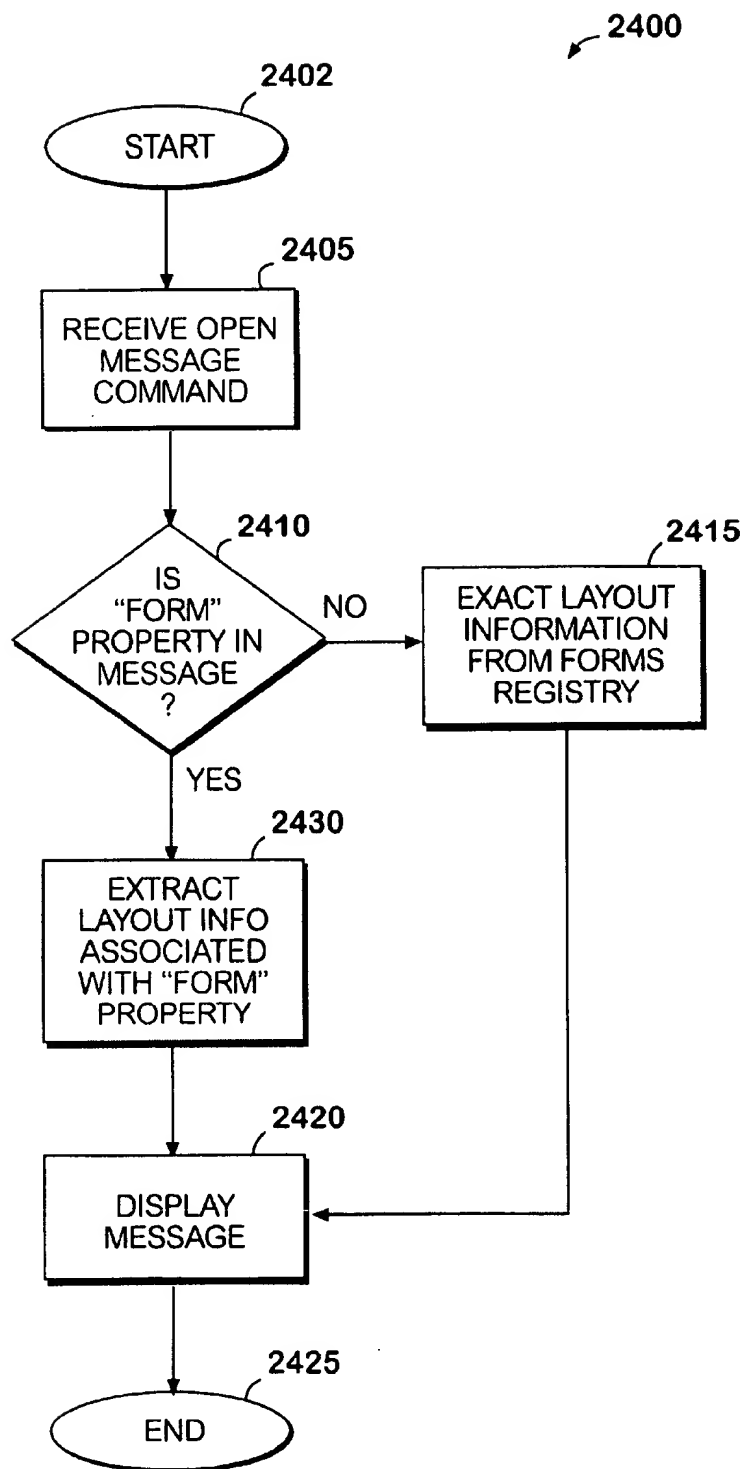 2400
2402
START
2405
RECEIVE OPEN
MESSAGE
COMMAND
2410
IS
“FORM”
PROPERTY IN
MESSAGE
?
NO
2415
EXACT LAYOUT
INFORMATION
FROM FORMS
REGISTRY
YES
2430
EXTRACT
LAYOUT INFO
ASSOCIATED
WITH “FORM”
PROPERTY
2420
DISPLAY
MESSAGE
2425
END